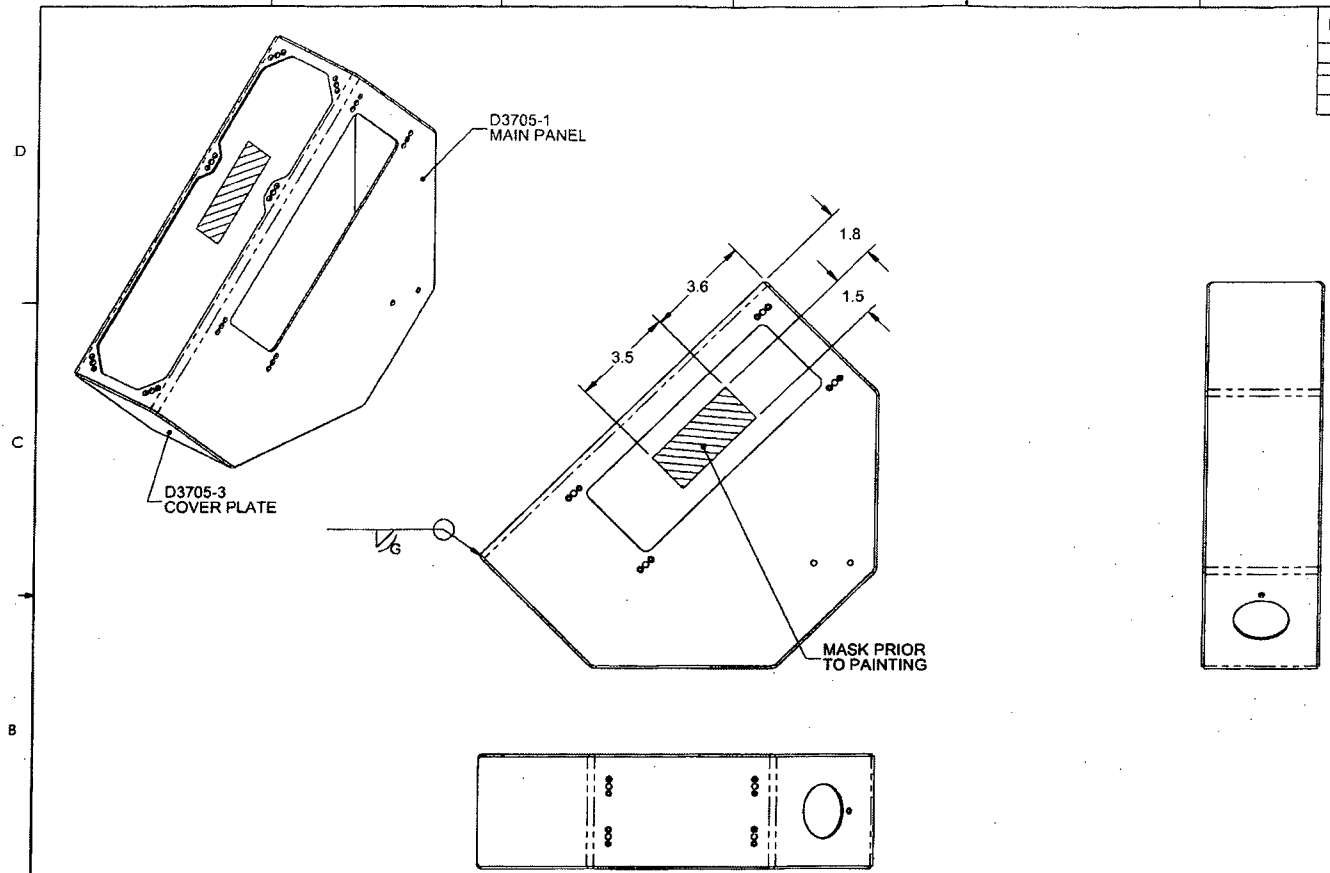 D
D3705-1
MAIN PANEL
1.8
3.6
1.5
3.5
C
D3705-3
COVER PLATE
G
MASK PRIOR
TO PAINTING
B